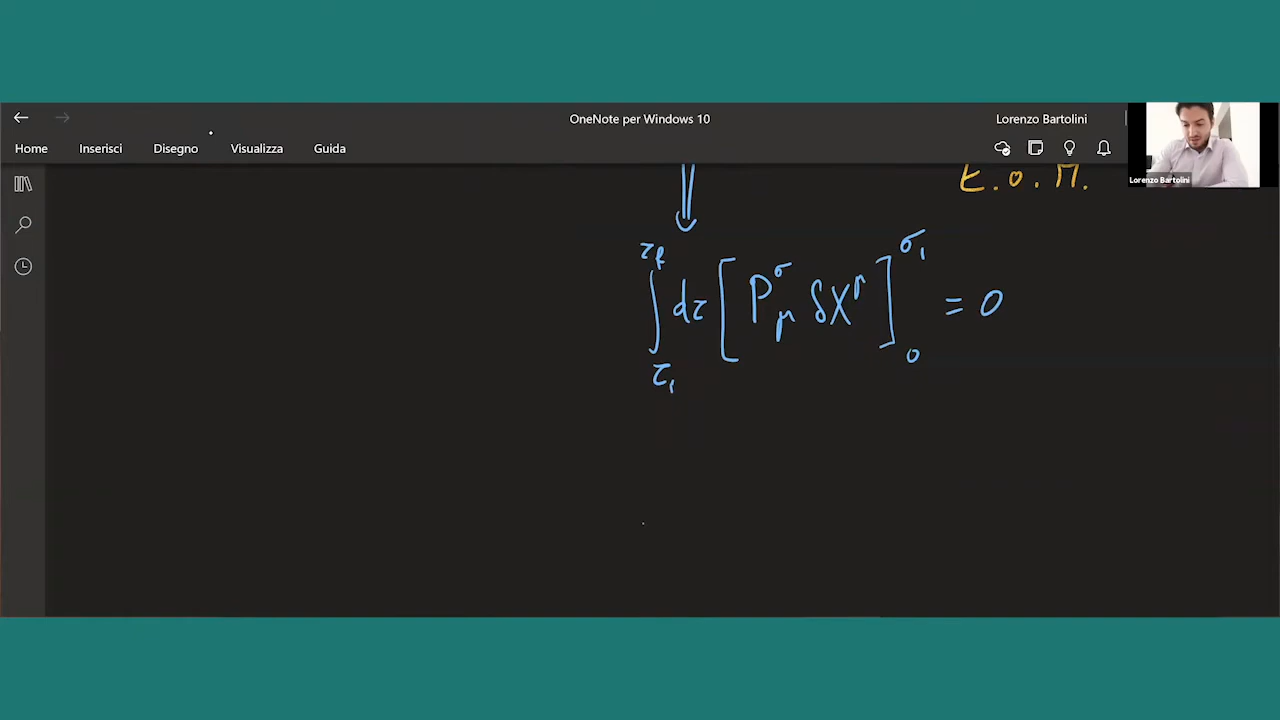 OneNote per Windows 10
Lorenzo Bartolini
Home Inserisci Disegno Visualizza Guida
Lorenzo Bartolini
E.O.M.
∫_{τ_i}^{τ_f} dτ [P^σ_μ δX^μ]_0^{σ_1} = 0